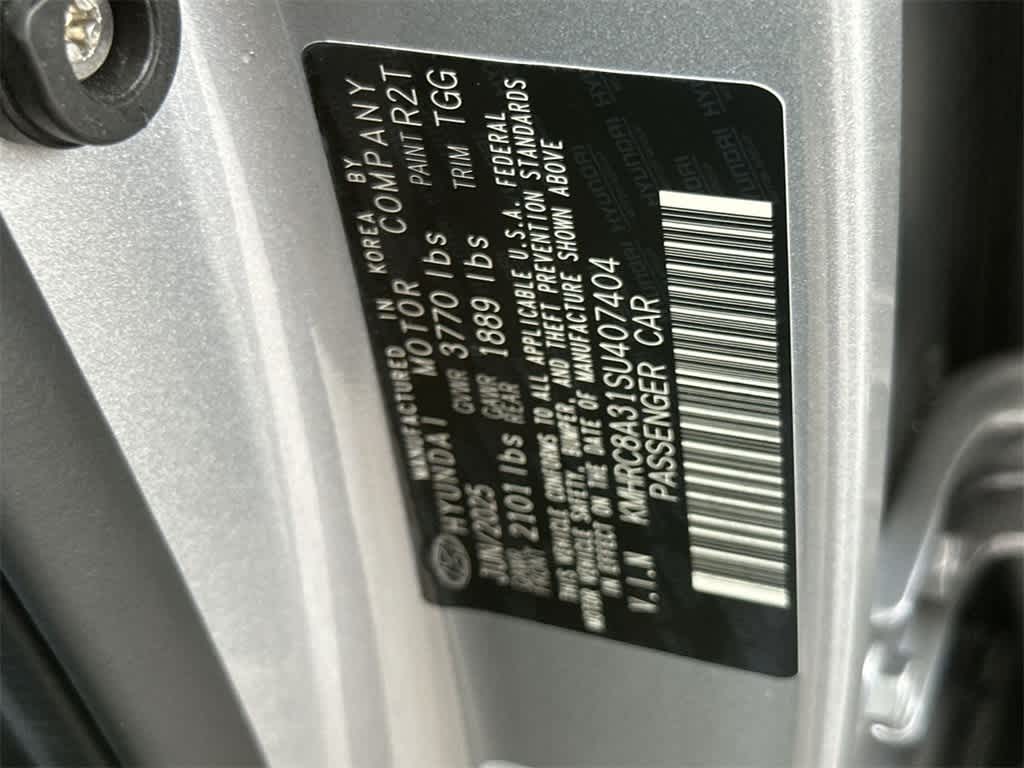 MANUFACTURED IN KOREA BY
HYUNDAI MOTOR COMPANY
JUN/2025 GVWR 3770 lbs PAINT R2T
GAWR FRT 2101 lbs GAWR REAR 1889 lbs TRIM TGG
THIS VEHICLE CONFORMS TO ALL APPLICABLE U.S.A. FEDERAL
MOTOR VEHICLE SAFETY, BUMPER, AND THEFT PREVENTION STANDARDS
IN EFFECT ON THE DATE OF MANUFACTURE SHOWN ABOVE
V.I.N KMHRC8A31SU407404
PASSENGER CAR